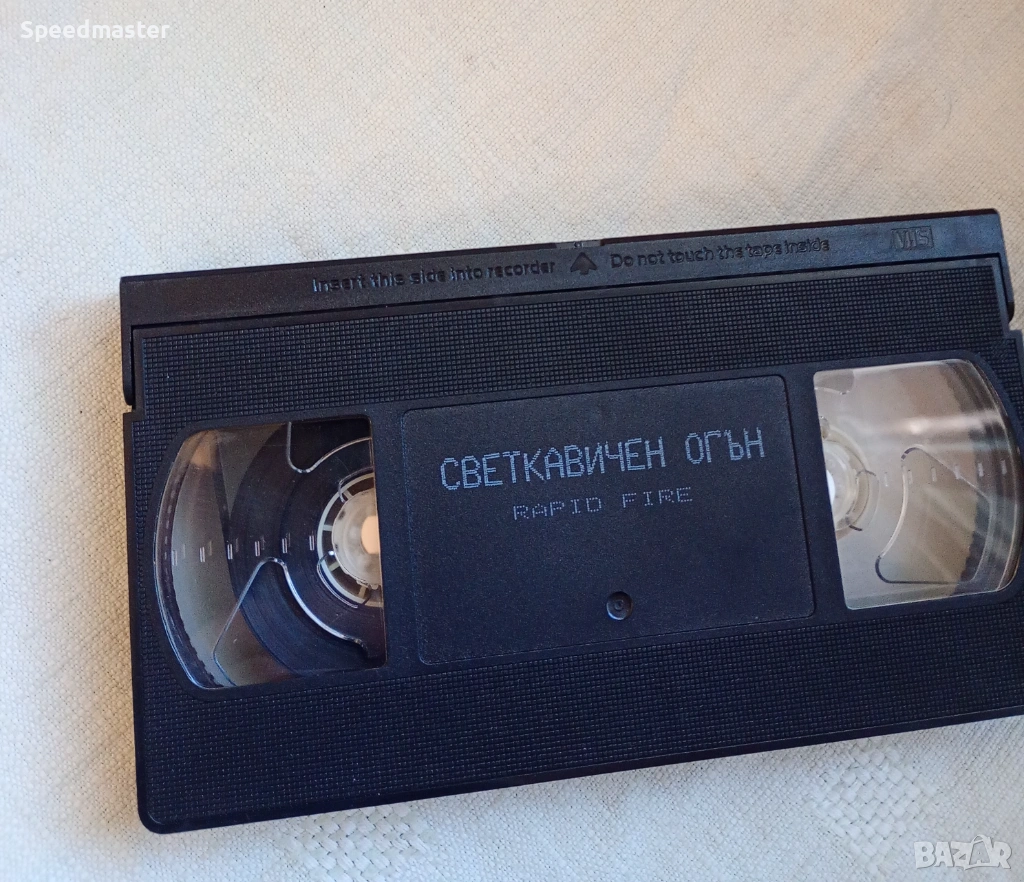 Speedmaster
Insert this side into recorder Do not touch the tape inside VHS
СВЕТКАВИЧЕН ОГЪН
RAPID FIRE
BAZAR